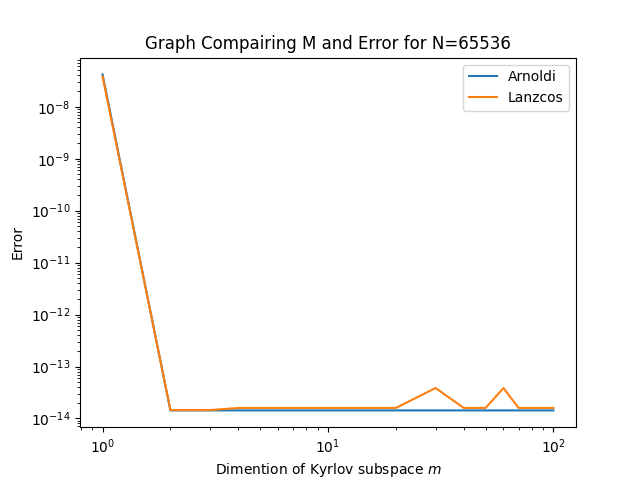 Graph Compairing M and Error for N=65536
Arnoldi
Lanzcos
Error
10⁻⁸
10⁻⁹
10⁻¹⁰
10⁻¹¹
10⁻¹²
10⁻¹³
10⁻¹⁴
10⁰ 10¹ 10²
Dimention of Kyrlov subspace m